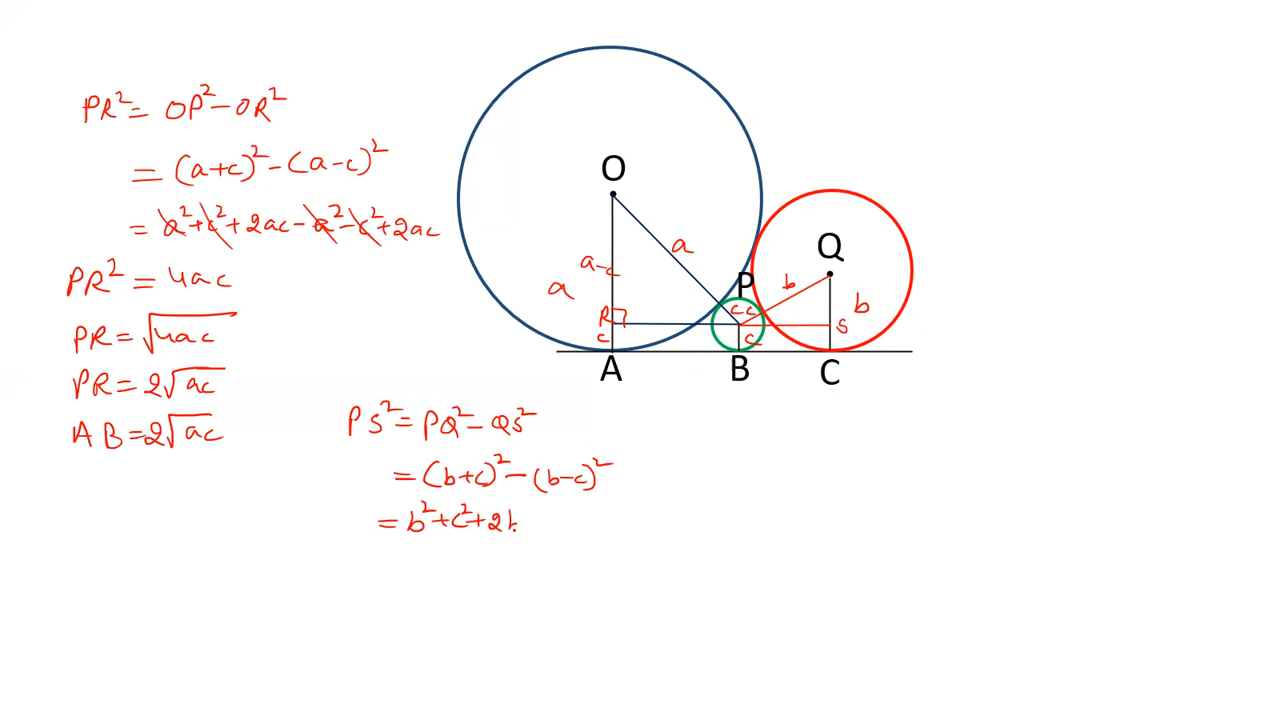 PR² = OP² - OR²
= (a+c)² - (a-c)²
= a² + c² + 2ac - a² - c² + 2ac
PR² = 4ac
PR = √4ac
PR = 2√ac
AB = 2√ac
PS² = PQ² - QS²
= (b+c)² - (b-c)²
= b² + c² + 2b
O
a
a-c
a
R
c
A
P
c c
c
B
b
Q
b
S
C